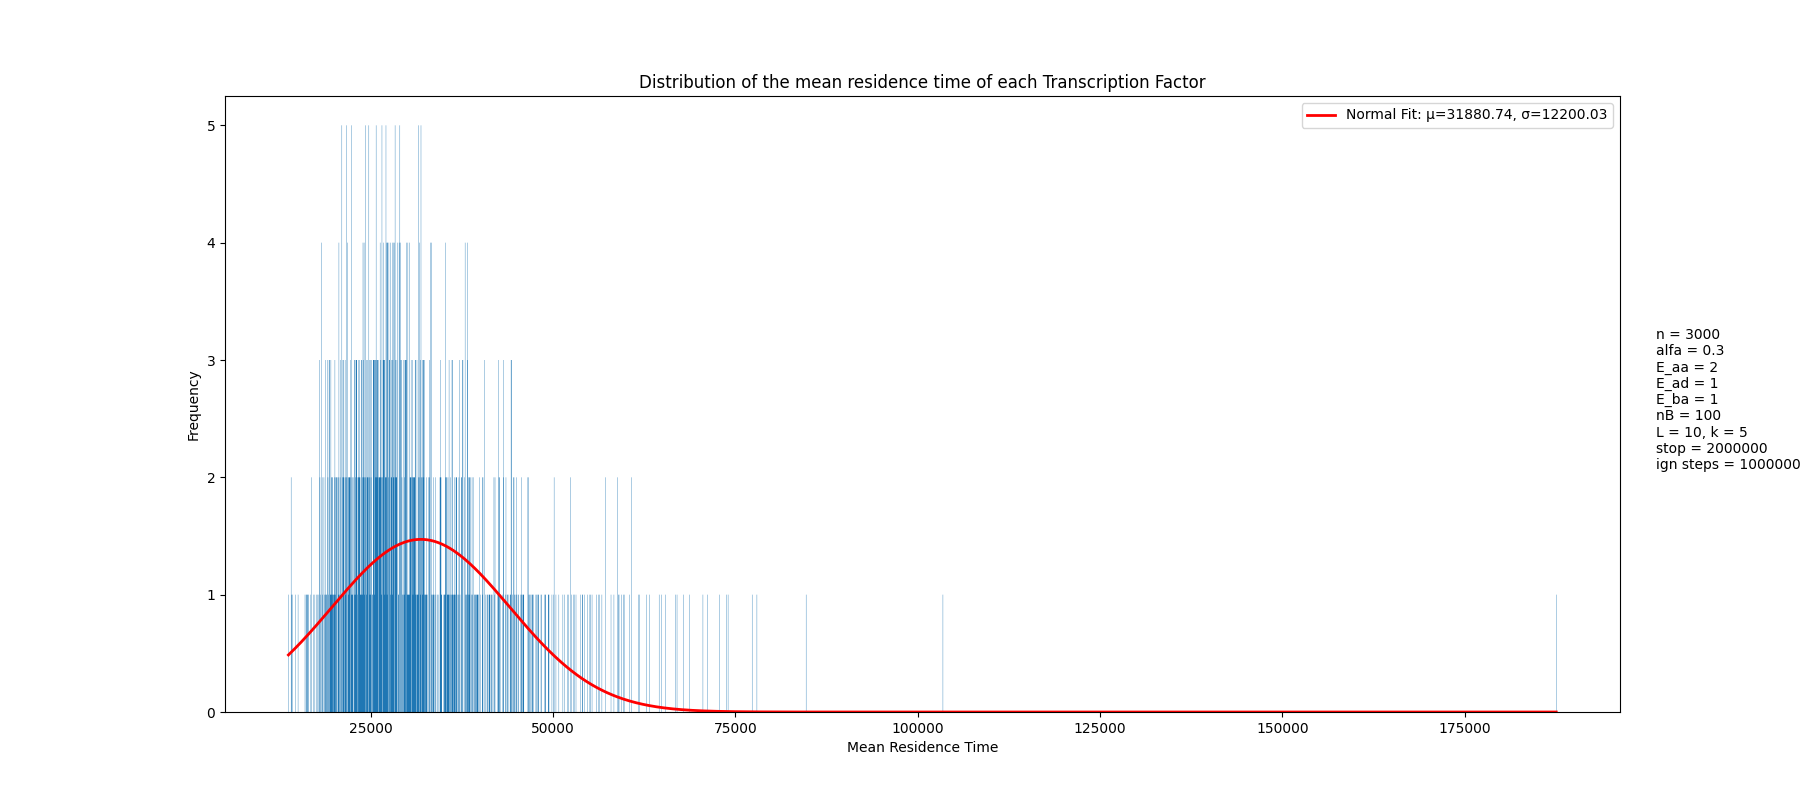 Distribution of the mean residence time of each Transcription Factor
Normal Fit: μ=31880.74, σ=12200.03
5
4
3
2
1
0
Frequency
25000 50000 75000 100000 125000 150000 175000
Mean Residence Time
n = 3000
alfa = 0.3
E_aa = 2
E_ad = 1
E_ba = 1
nB = 100
L = 10, k = 5
stop = 2000000
ign steps = 1000000